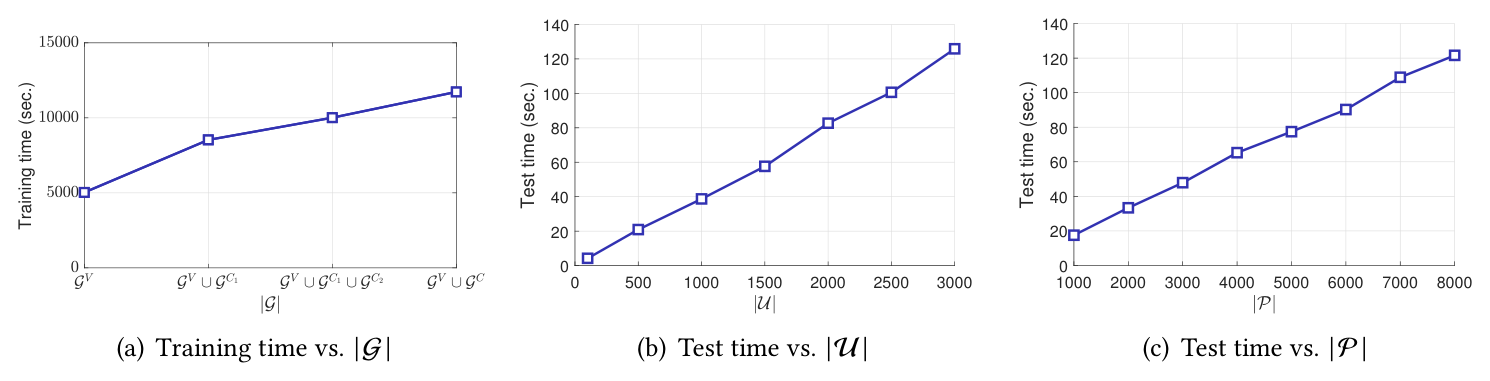 15000
10000
5000
0
Training time (sec.)
𝒢^V
𝒢^V ∪ 𝒢^{C_1}
𝒢^V ∪ 𝒢^{C_1} ∪ 𝒢^{C_2}
𝒢^V ∪ 𝒢^C
|𝒢|
(a) Training time vs. |𝒢|
140
120
100
80
60
40
20
0
Test time (sec.)
0 500 1000 1500 2000 2500 3000
|𝒰|
(b) Test time vs. |𝒰|
140
120
100
80
60
40
20
0
Test time (sec.)
1000 2000 3000 4000 5000 6000 7000 8000
|𝒫|
(c) Test time vs. |𝒫|